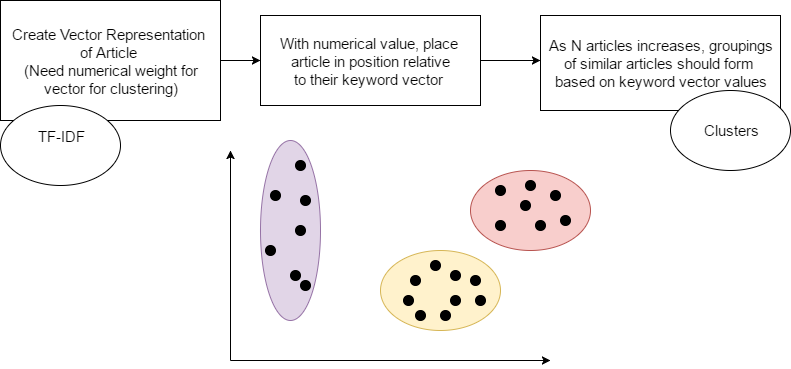 Create Vector Representation
of Article
(Need numerical weight for
vector for clustering)
With numerical value, place
article in position relative
to their keyword vector
As N articles increases, groupings
of similar articles should form
based on keyword vector values
TF-IDF
Clusters